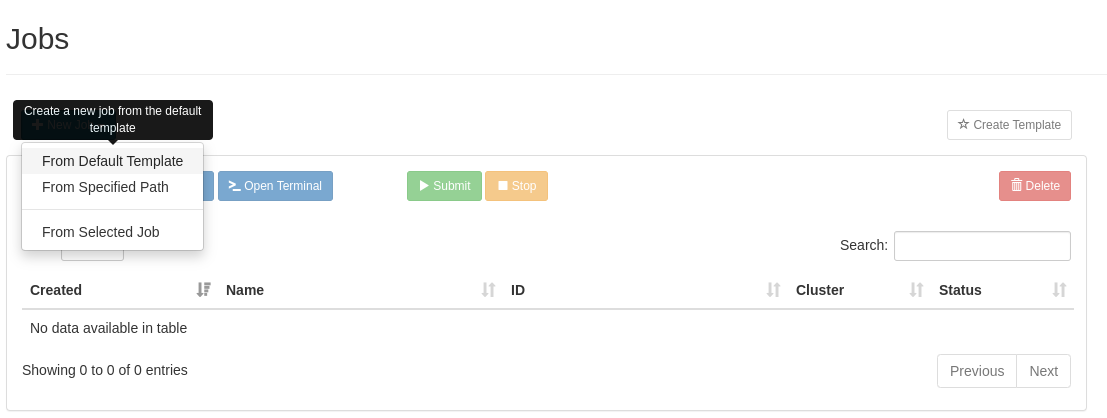 Jobs
Create a new job from the default
template
New Job
Create Template
From Default Template
From Specified Path
From Selected Job
Open Terminal
Submit
Stop
Delete
Search:
Created
Name
ID
Cluster
Status
No data available in table
Showing 0 to 0 of 0 entries
Previous
Next